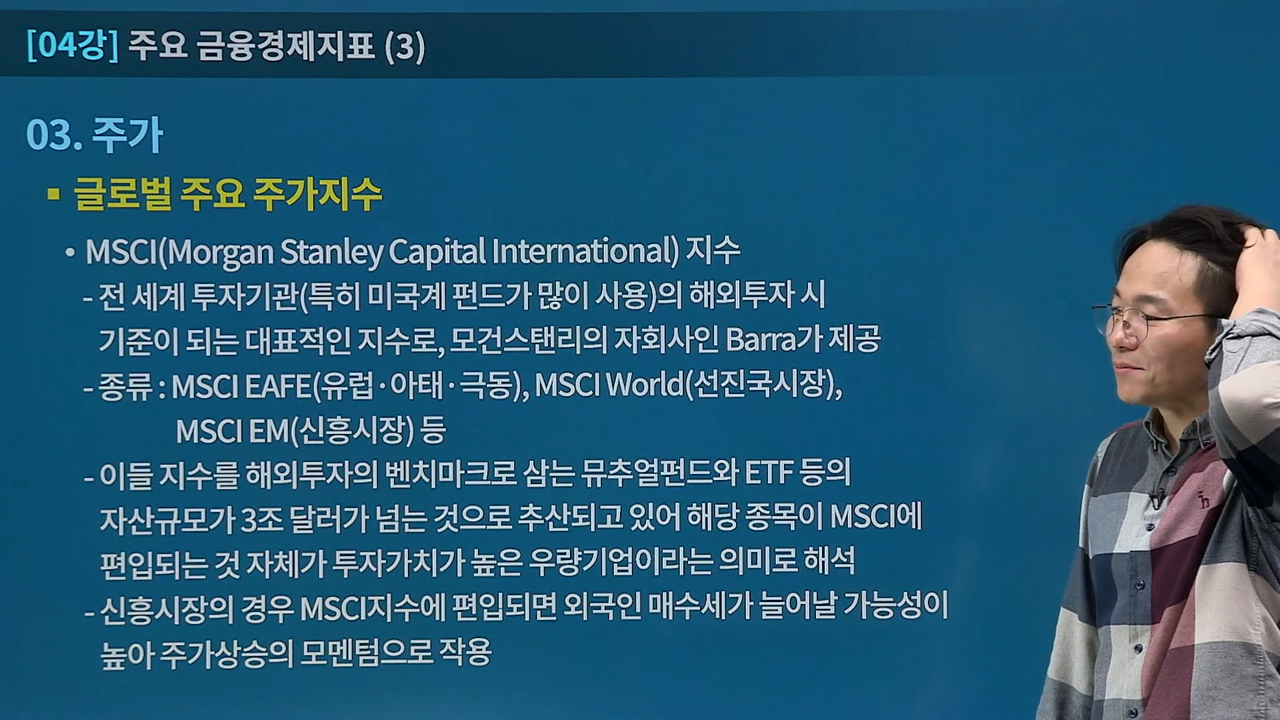 [04강] 주요 금융경제지표 (3)
03. 주가
▪ 글로벌 주요 주가지수
• MSCI(Morgan Stanley Capital International) 지수
- 전 세계 투자기관(특히 미국계 펀드가 많이 사용)의 해외투자 시
기준이 되는 대표적인 지수로, 모건스탠리의 자회사인 Barra가 제공
- 종류 : MSCI EAFE(유럽·아태·극동), MSCI World(선진국시장),
MSCI EM(신흥시장) 등
- 이들 지수를 해외투자의 벤치마크로 삼는 뮤추얼펀드와 ETF 등의
자산규모가 3조 달러가 넘는 것으로 추산되고 있어 해당 종목이 MSCI에
편입되는 것 자체가 투자가치가 높은 우량기업이라는 의미로 해석
- 신흥시장의 경우 MSCI지수에 편입되면 외국인 매수세가 늘어날 가능성이
높아 주가상승의 모멘텀으로 작용